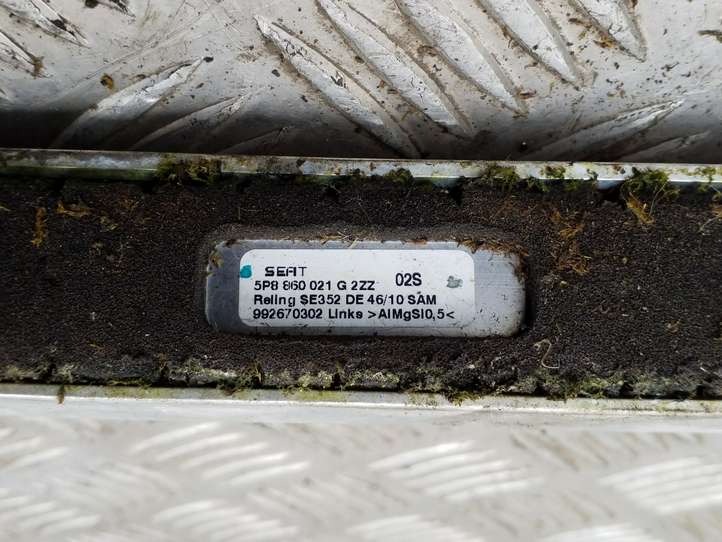 SEAT
5P8 860 021 G 2ZZ 02S
Reling SE352 DE 46/10 SAM
992670302 Links >AlMgSi0,5<